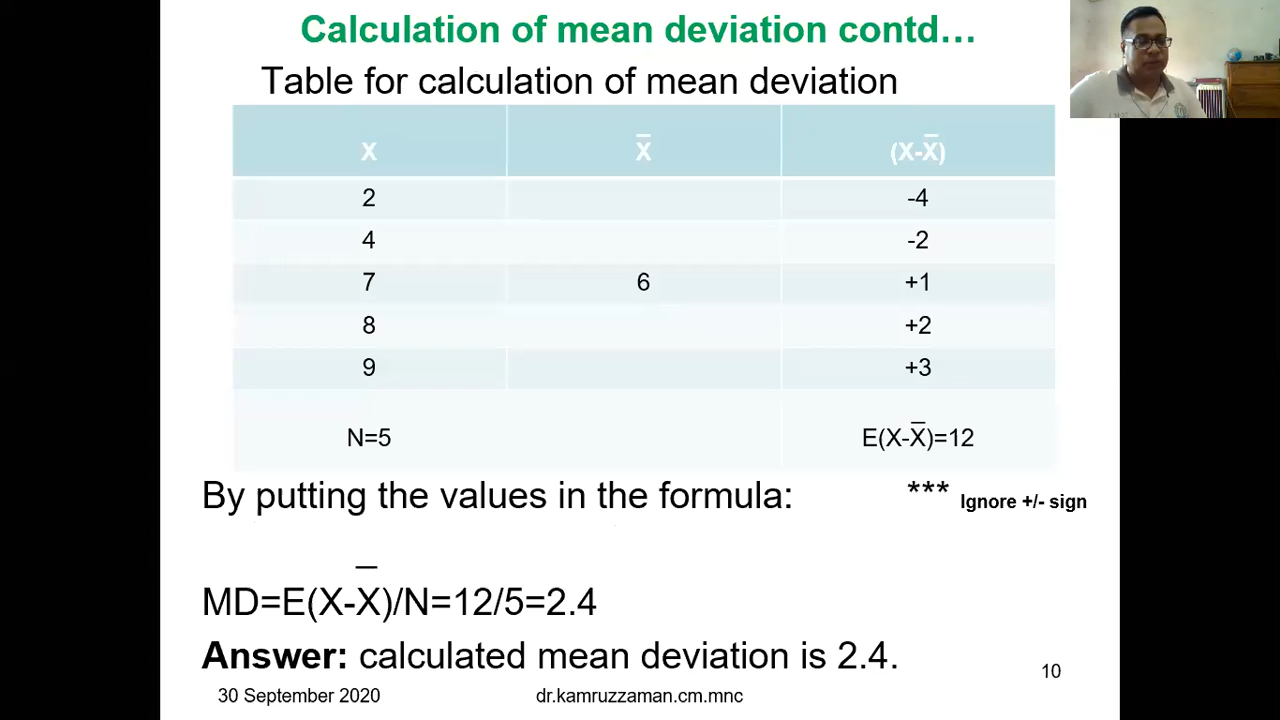 Calculation of mean deviation contd...
Table for calculation of mean deviation
X X̄ (X-X̄)
2 -4
4 -2
7 6 +1
8 +2
9 +3
N=5 E(X-X̄)=12
By putting the values in the formula: *** Ignore +/- sign
MD=E(X-X̄)/N=12/5=2.4
Answer: calculated mean deviation is 2.4.
10
30 September 2020 dr.kamruzzaman.cm.mnc